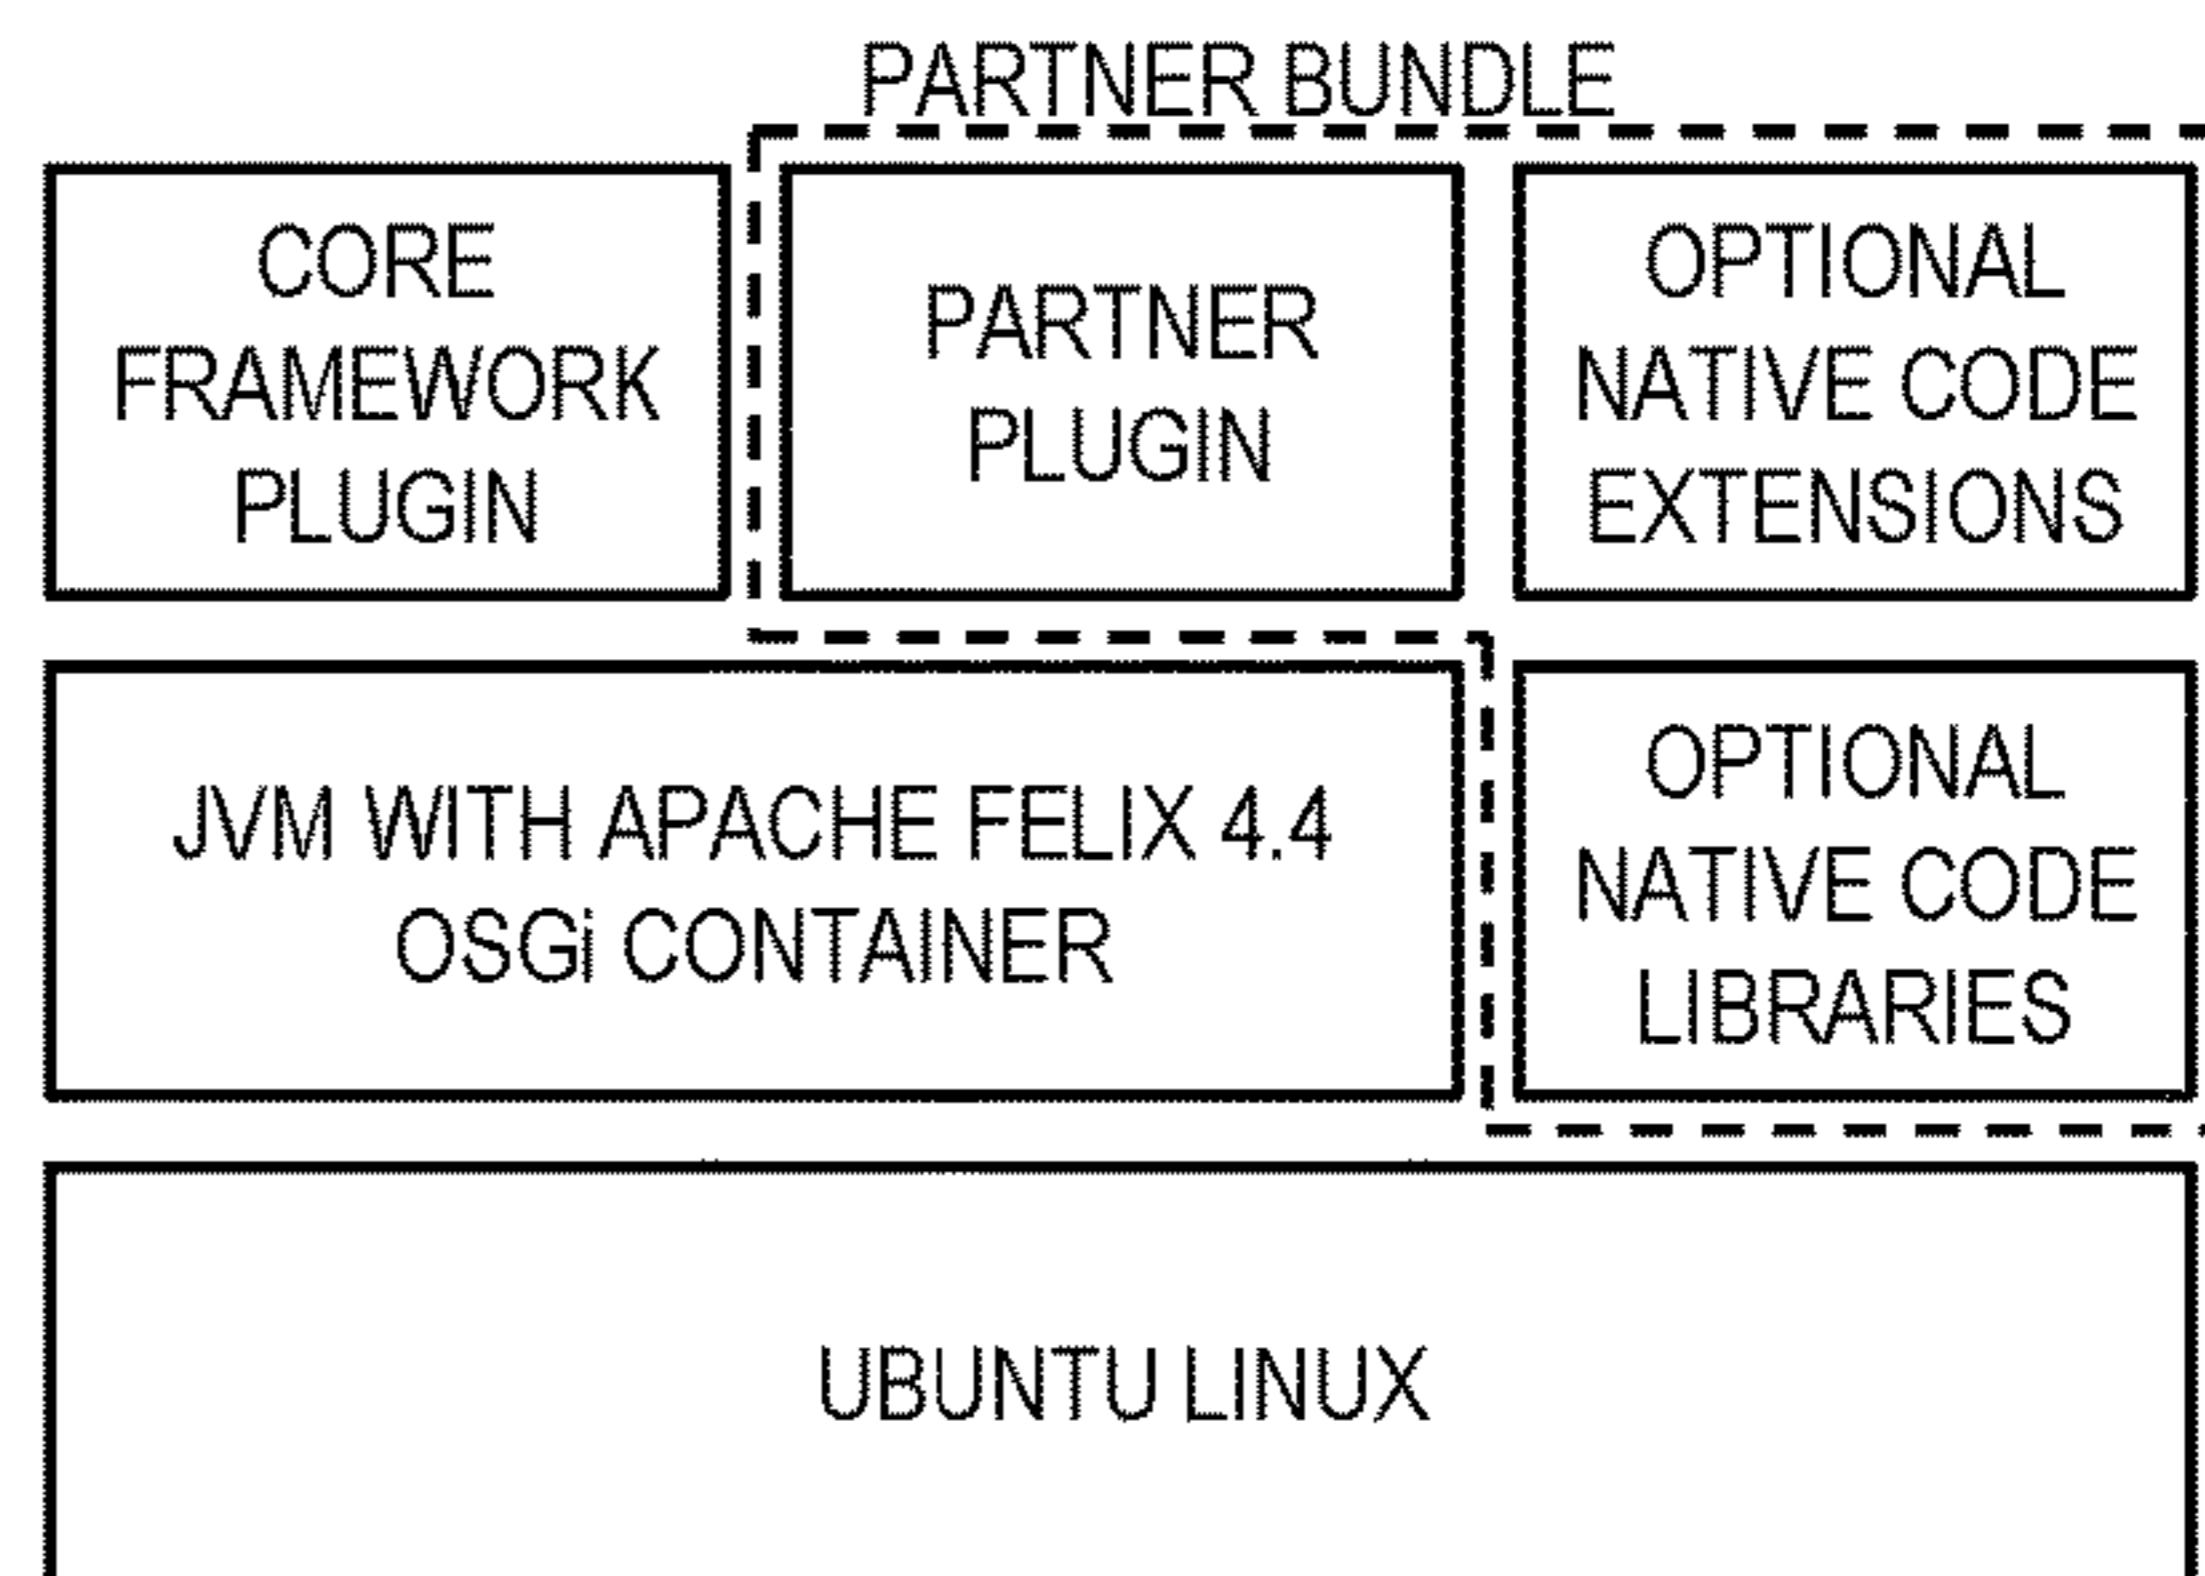 PARTNER BUNDLE
CORE
FRAMEWORK
PLUGIN
PARTNER
PLUGIN
OPTIONAL
NATIVE CODE
EXTENSIONS
JVM WITH APACHE FELIX 4.4
OSGi CONTAINER
OPTIONAL
NATIVE CODE
LIBRARIES
UBUNTU LINUX